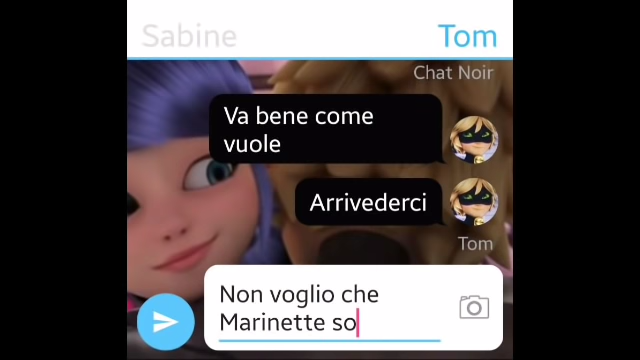 Sabine Tom
Chat Noir
Va bene come
vuole
Arrivederci
Tom
Non voglio che
Marinette so